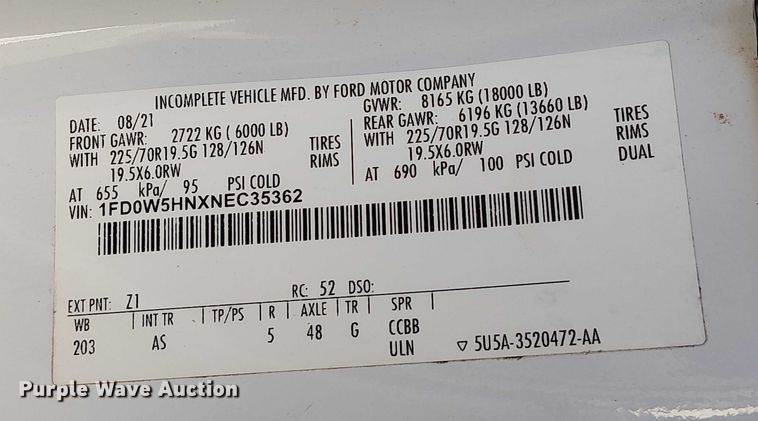 INCOMPLETE VEHICLE MFD. BY FORD MOTOR COMPANY
DATE: 08/21 GVWR: 8165 KG (18000 LB)
FRONT GAWR: 2722 KG ( 6000 LB) REAR GAWR: 6196 KG (13660 LB)
WITH 225/70R19.5G 128/126N TIRES WITH 225/70R19.5G 128/126N TIRES
19.5X6.0RW RIMS 19.5X6.0RW RIMS
AT 655 kPa/ 95 PSI COLD AT 690 kPa/ 100 PSI COLD DUAL
VIN: 1FD0W5HNXNEC35362
EXT PNT: Z1 RC: 52 DSO:
WB | INT TR | TP/PS | R | AXLE | TR | SPR
203 AS 5 48 G CCBB
ULN ▽ 5U5A-3520472-AA
Purple Wave Auction